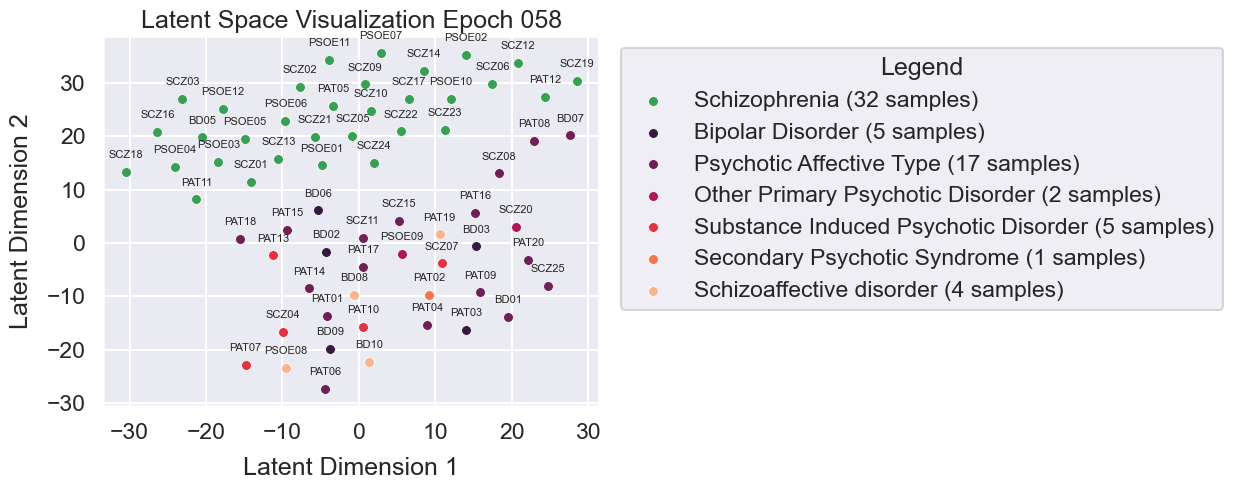 Latent Space Visualization Epoch 058
PSOE11
PSOE07
PSOE02
SCZ12
SCZ14
SCZ02
SCZ09
SCZ06
SCZ19
SCZ03
PSOE12
PAT05
SCZ17
PSOE10
PAT12
SCZ10
PSOE06
SCZ16
BD05
PSOE05
SCZ21
SCZ05
SCZ22
SCZ23
PAT08
BD07
PSOE04
PSOE03
SCZ13
PSOE01
SCZ24
SCZ18
SCZ01
SCZ08
PAT11
BD06
PAT18
PAT15
SCZ11
SCZ15
PAT19
PAT16
SCZ20
PAT13
BD02
PAT17
PSOE09
SCZ07
BD03
PAT20
PAT14
BD08
PAT02
PAT09
SCZ25
PAT01
PAT10
PAT04
PAT03
BD01
SCZ04
BD09
BD10
PAT07
PSOE08
PAT06
30
20
10
0
−10
−20
−30
−30
−20
−10
0
10
20
30
Latent Dimension 1
Latent Dimension 2
Legend
Schizophrenia (32 samples)
Bipolar Disorder (5 samples)
Psychotic Affective Type (17 samples)
Other Primary Psychotic Disorder (2 samples)
Substance Induced Psychotic Disorder (5 samples)
Secondary Psychotic Syndrome (1 samples)
Schizoaffective disorder (4 samples)